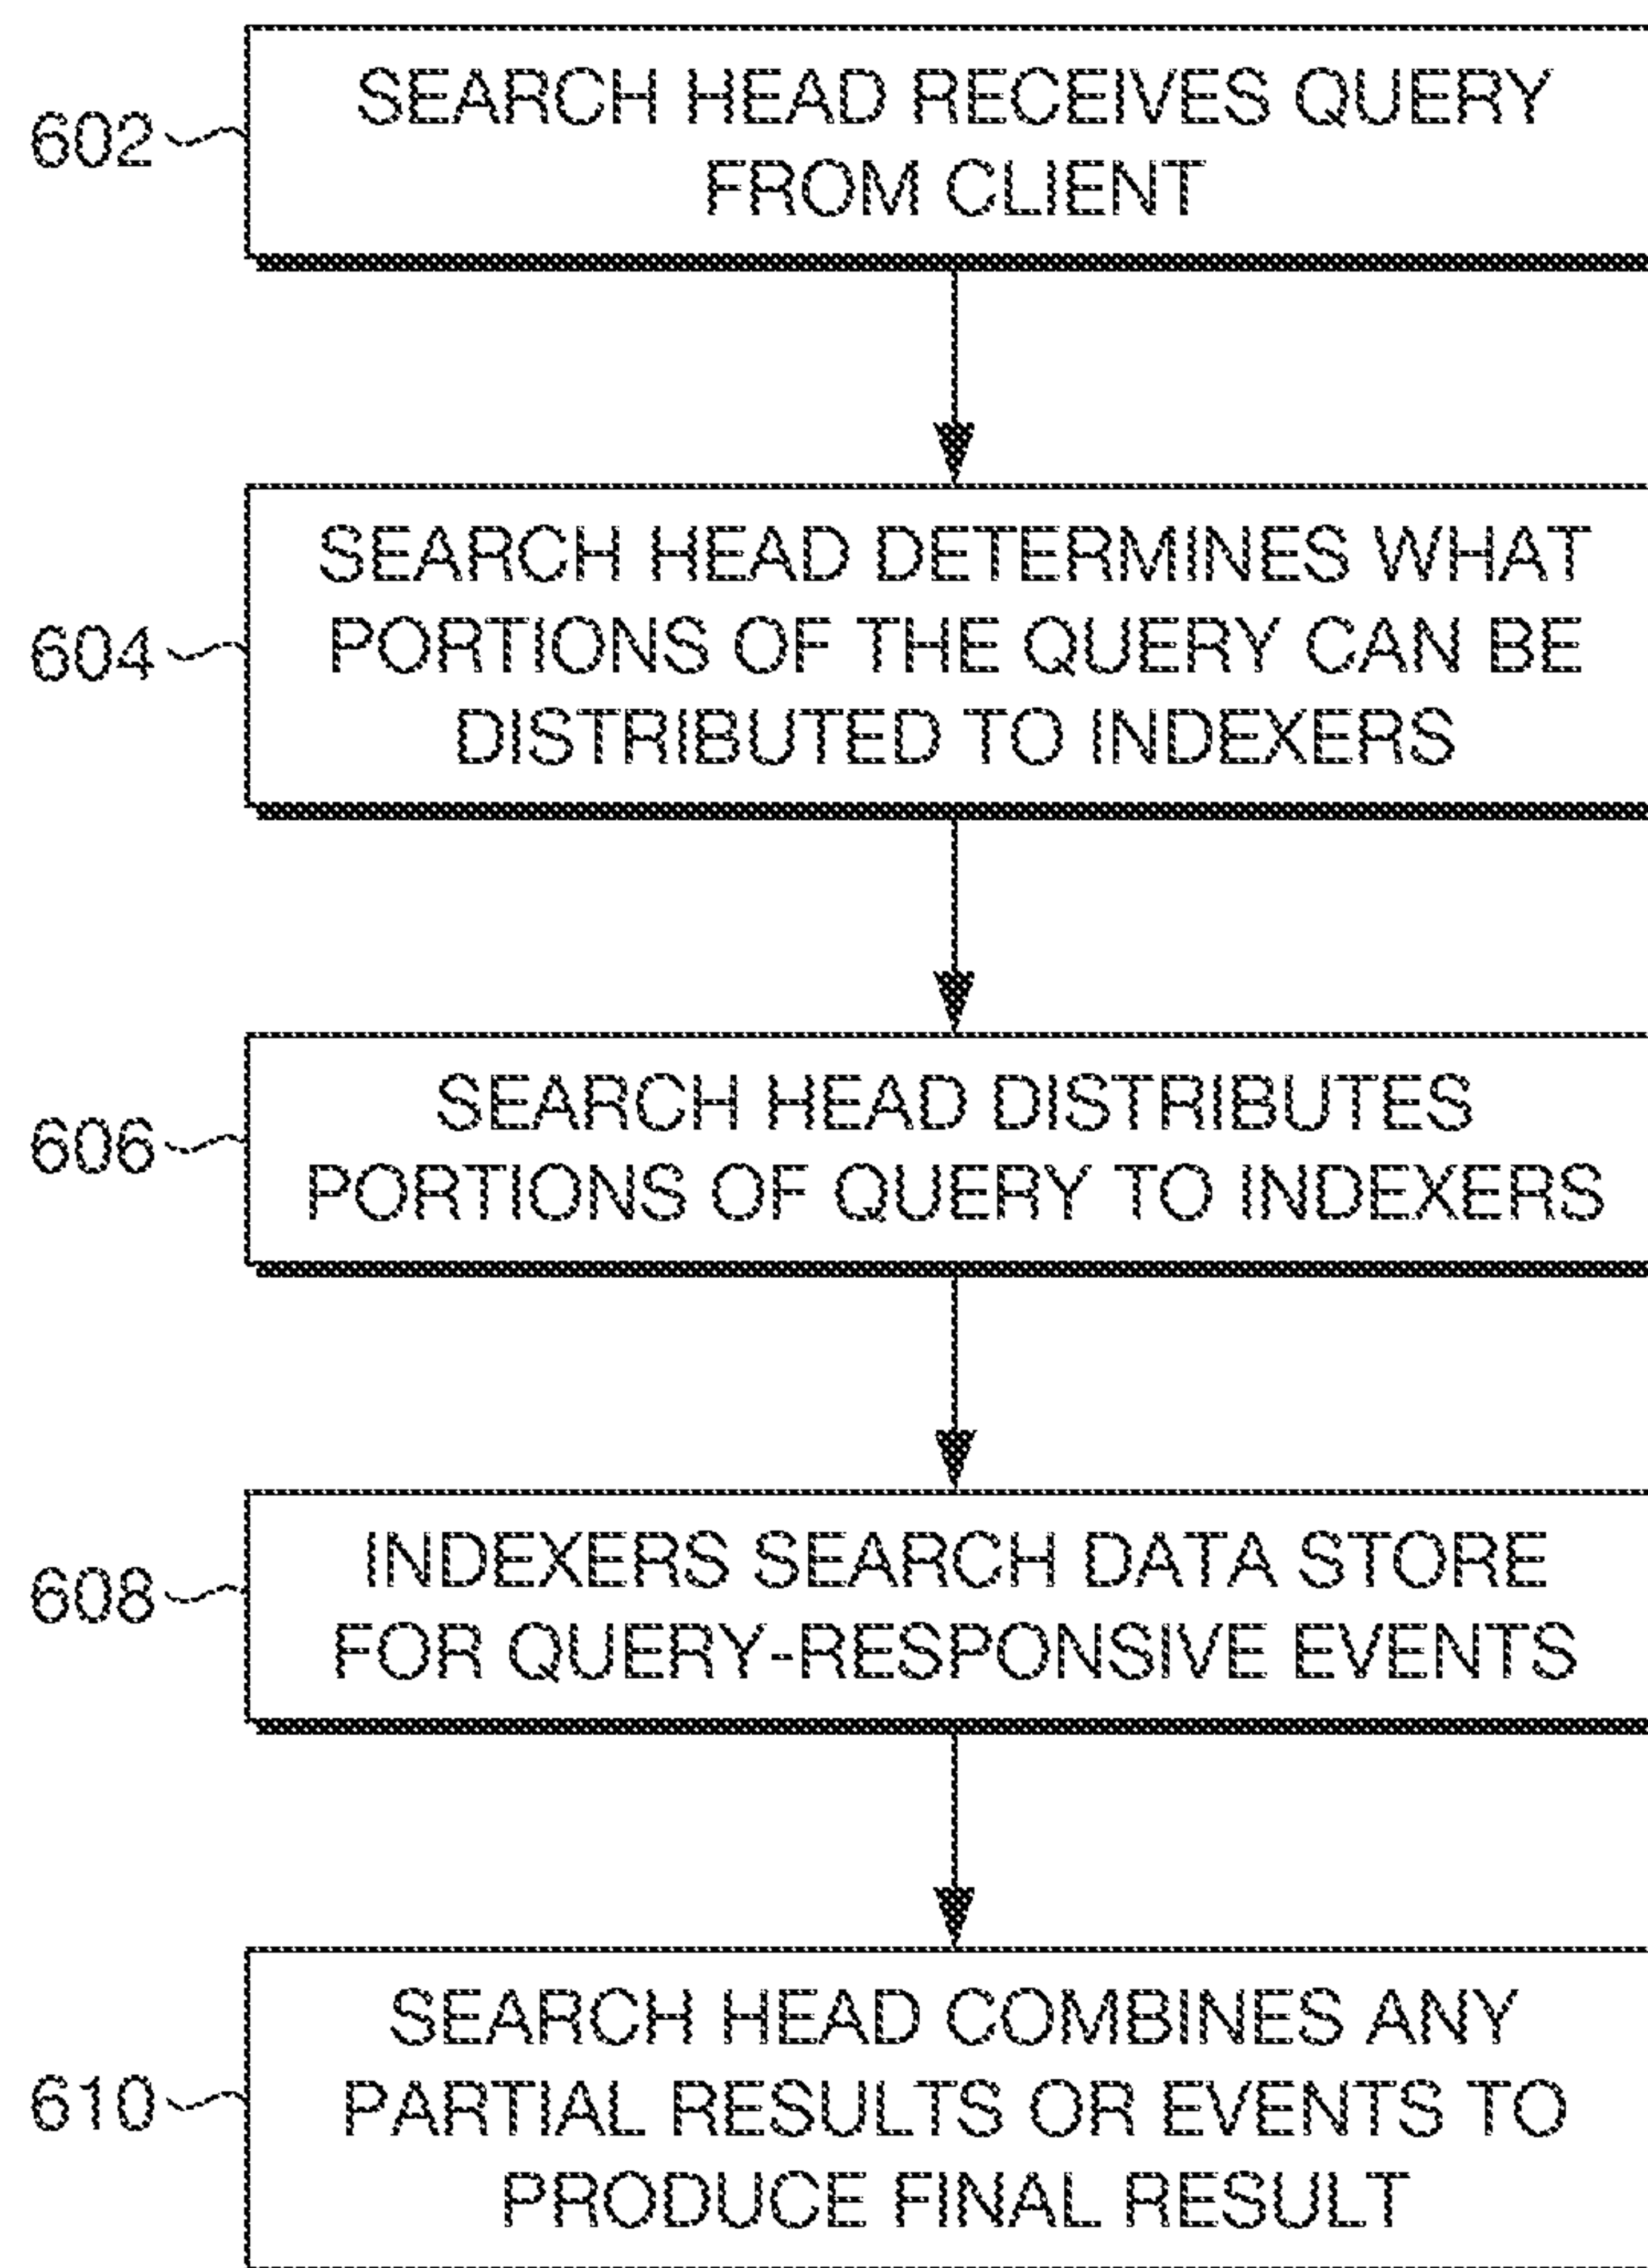 602
SEARCH HEAD RECEIVES QUERY
FROM CLIENT
604
SEARCH HEAD DETERMINES WHAT
PORTIONS OF THE QUERY CAN BE
DISTRIBUTED TO INDEXERS
606
SEARCH HEAD DISTRIBUTES
PORTIONS OF QUERY TO INDEXERS
608
INDEXERS SEARCH DATA STORE
FOR QUERY-RESPONSIVE EVENTS
610
SEARCH HEAD COMBINES ANY
PARTIAL RESULTS OR EVENTS TO
PRODUCE FINAL RESULT